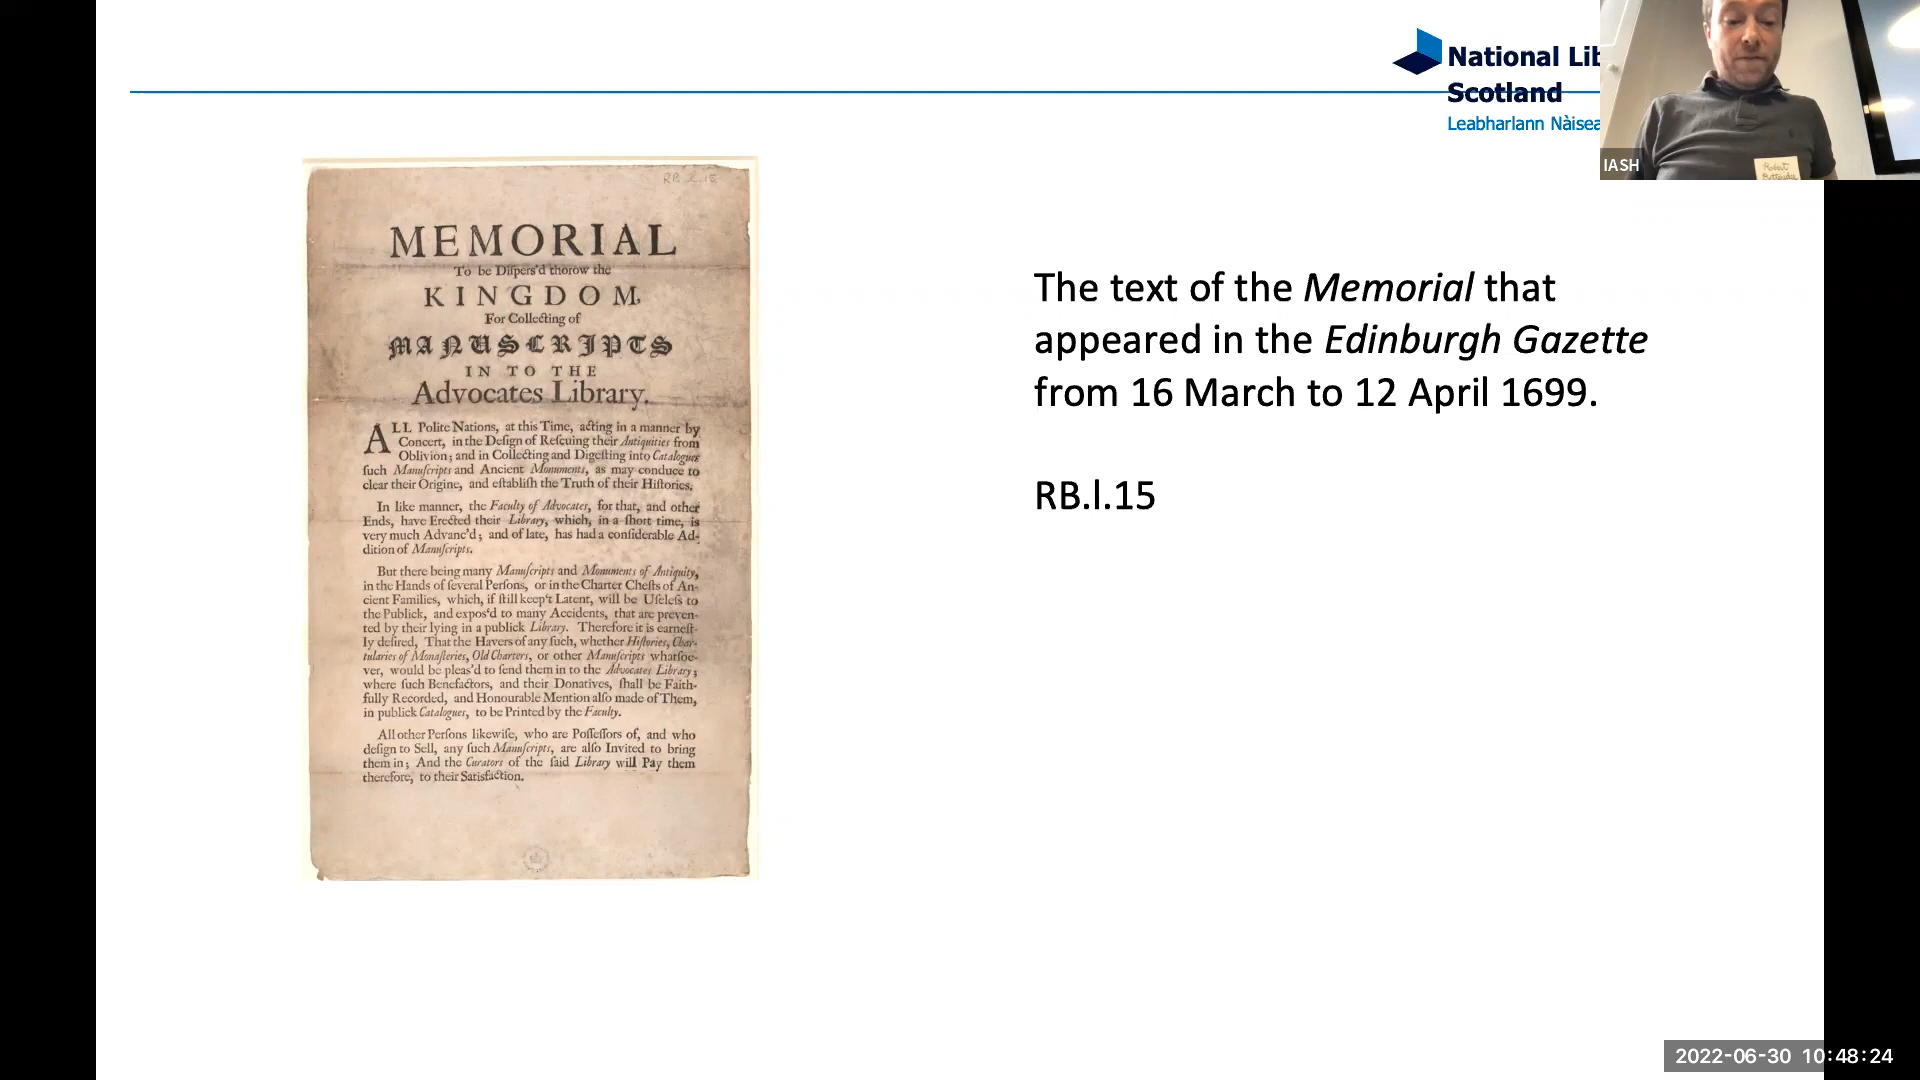 National Lib
Scotland
Leabharlann Nàisea
IASH
Robert
RB.l.15
MEMORIAL
To be Diſpers'd thorow the
KINGDOM,
For Collecting of
MANUSCRIPTS
IN TO THE
Advocates Library.
ALL Polite Nations, at this Time, acting in a manner by
Concert, in the Deſign of Reſcuing their Antiquities from
Oblivion; and in Collecting and Digeſting into Catalogues
ſuch Manuſcripts and Ancient Monuments, as may conduce to
clear their Origine, and eſtabliſh the Truth of their Hiſtories.
In like manner, the Faculty of Advocates, for that, and other
Ends, have Erected their Library, which, in a ſhort time, is
very much Advanc'd; and of late, has had a conſiderable Ad-
dition of Manuſcripts.
But there being many Manuſcripts and Monuments of Antiquity,
in the Hands of ſeveral Perſons, or in the Charter Cheſts of An-
cient Families, which, if ſtill keep't Latent, will be Uſeleſs to
the Publick, and expos'd to many Accidents, that are preven-
ted by their lying in a publick Library. Therefore it is earneſt-
ly deſired, That the Havers of any ſuch, whether Hiſtories, Char-
tularies of Monaſteries, Old Charters, or other Manuſcripts whatſoe-
ver, would be pleas'd to ſend them in to the Advocates Library;
where ſuch Benefactors, and their Donatives, ſhall be Faith-
fully Recorded, and Honourable Mention alſo made of Them,
in publick Catalogues, to be Printed by the Faculty.
All other Perſons likewiſe, who are Poſſeſſors of, and who
deſign to Sell, any ſuch Manuſcripts, are alſo Invited to bring
them in; And the Curators of the ſaid Library will Pay them
therefore, to their Satisfaction.
The text of the Memorial that
appeared in the Edinburgh Gazette
from 16 March to 12 April 1699.
RB.l.15
2022-06-30 10:48:24